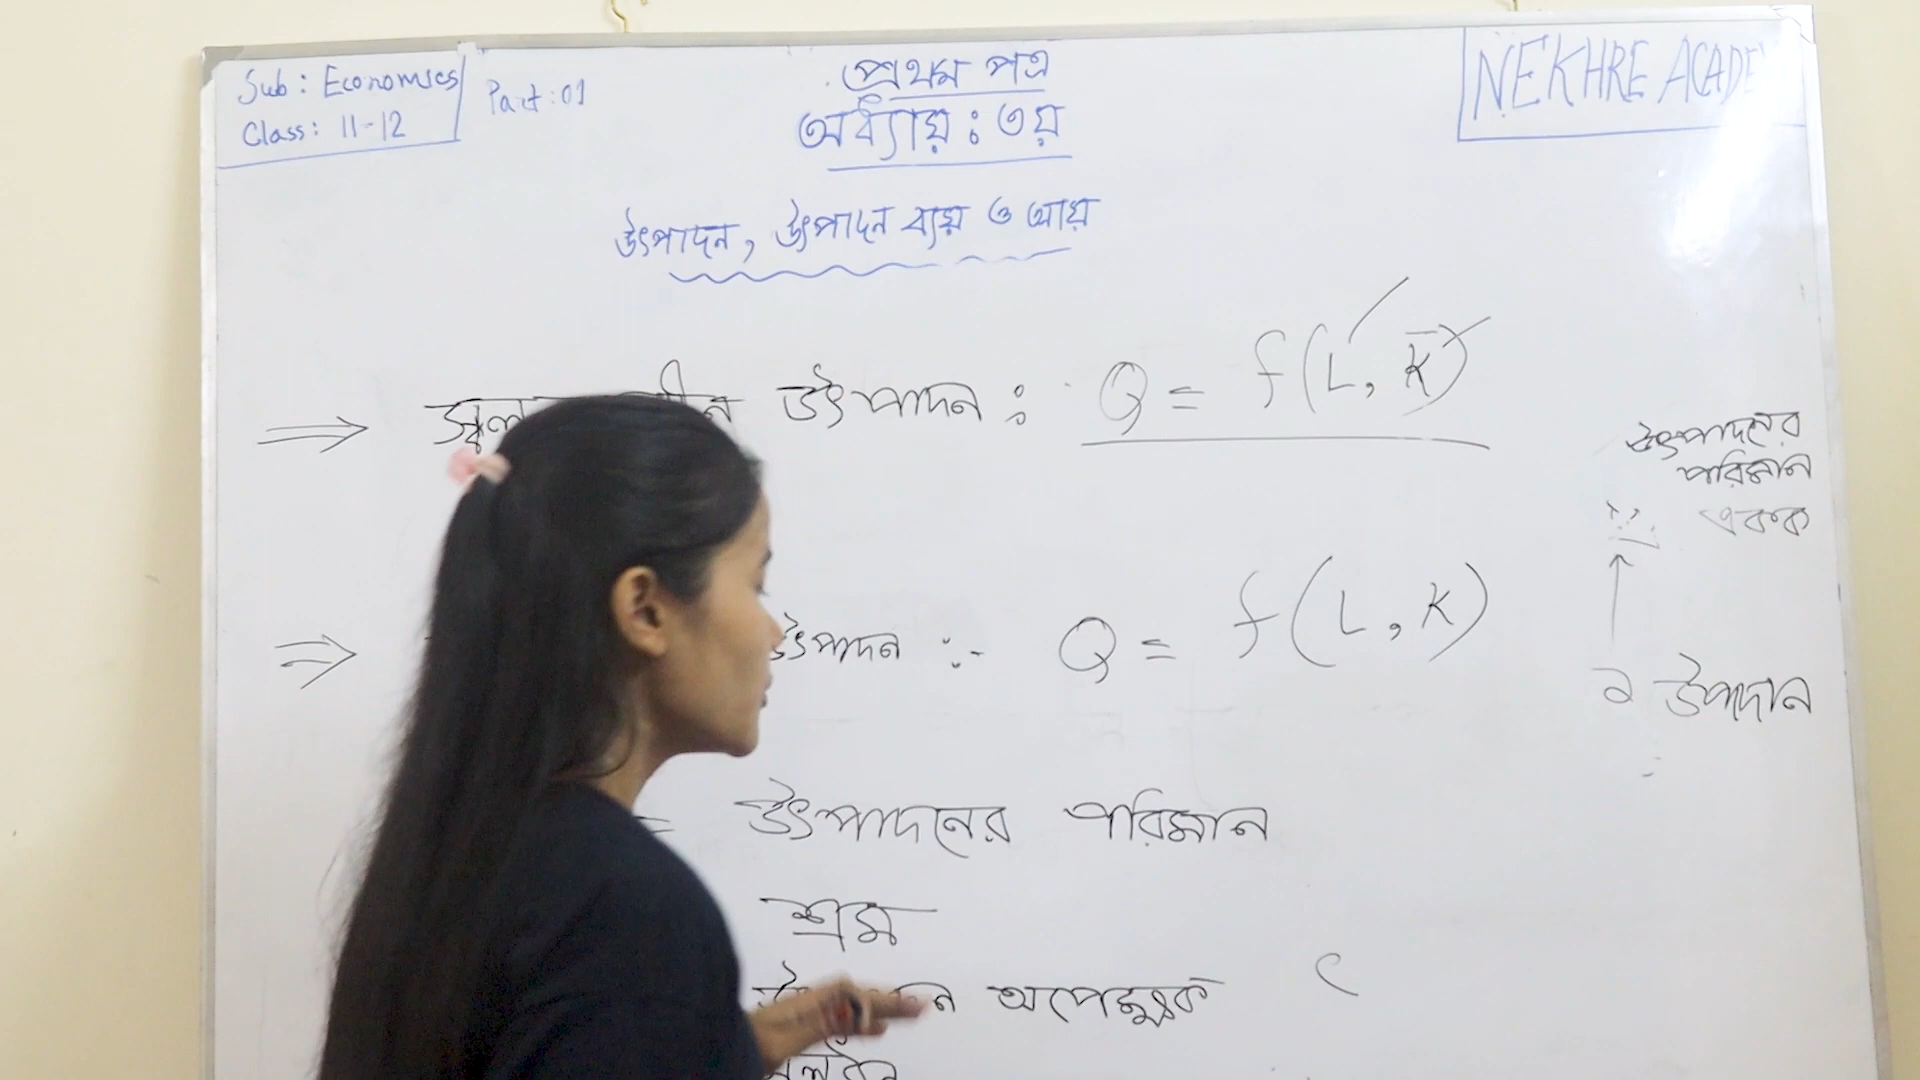 Sub : Economics
Class: 11-12
Part:01
প্রথম পত্র
অধ্যায় : ৩য়
NEKHRE ACADE
উৎপাদন, উৎপাদন ব্যয় ও আয়
⇒ উৎপাদন : Q = f(L, K̅)
উৎপাদনের
পরিমান
একক
↑
২ উপাদান
⇒ উৎপাদন :- Q = f(L, K)
= উৎপাদনের পরিমান
শ্রম
অপেক্ষক